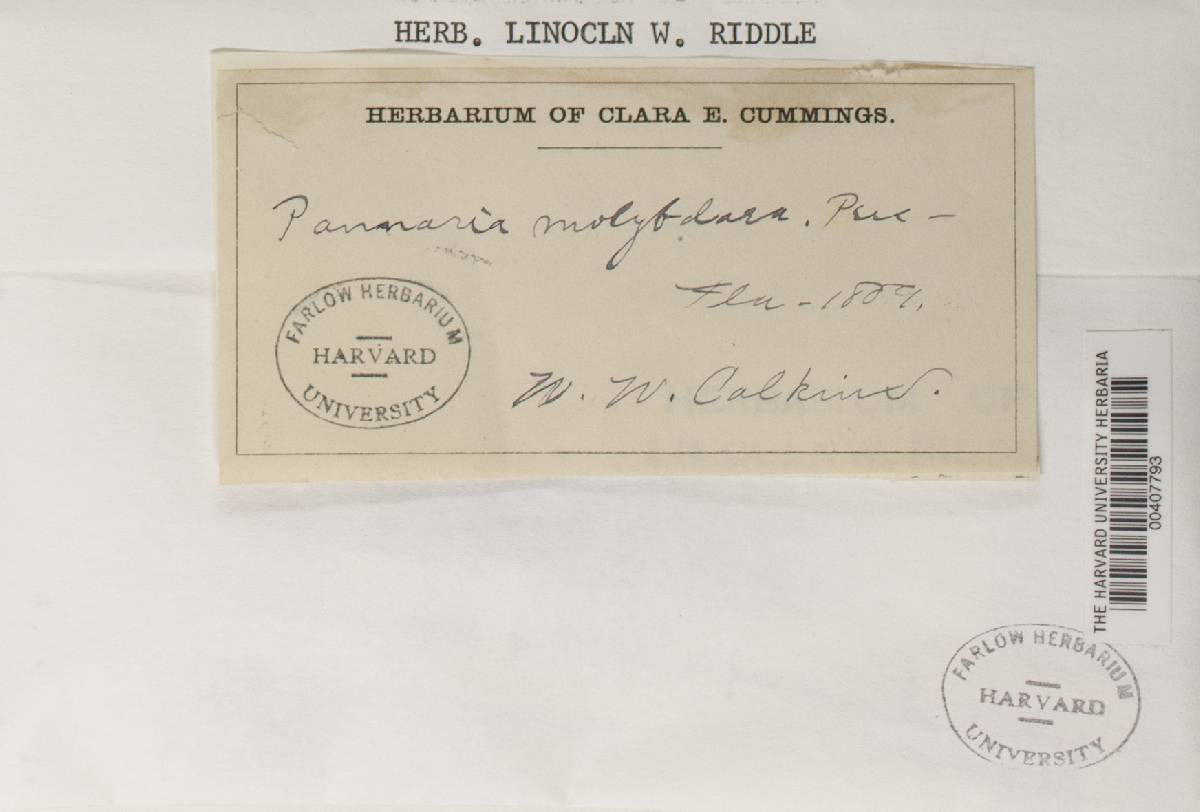 HERB. LINOCLN W. RIDDLE
HERBARIUM OF CLARA E. CUMMINGS.
Pannaria molybdaea. Pers –
Fla – 1889.
W. W. Calkins.
FARLOW HERBARIUM
HARVARD
UNIVERSITY
THE HARVARD UNIVERSITY HERBARIA
00407793
FARLOW HERBARIUM
HARVARD
UNIVERSITY